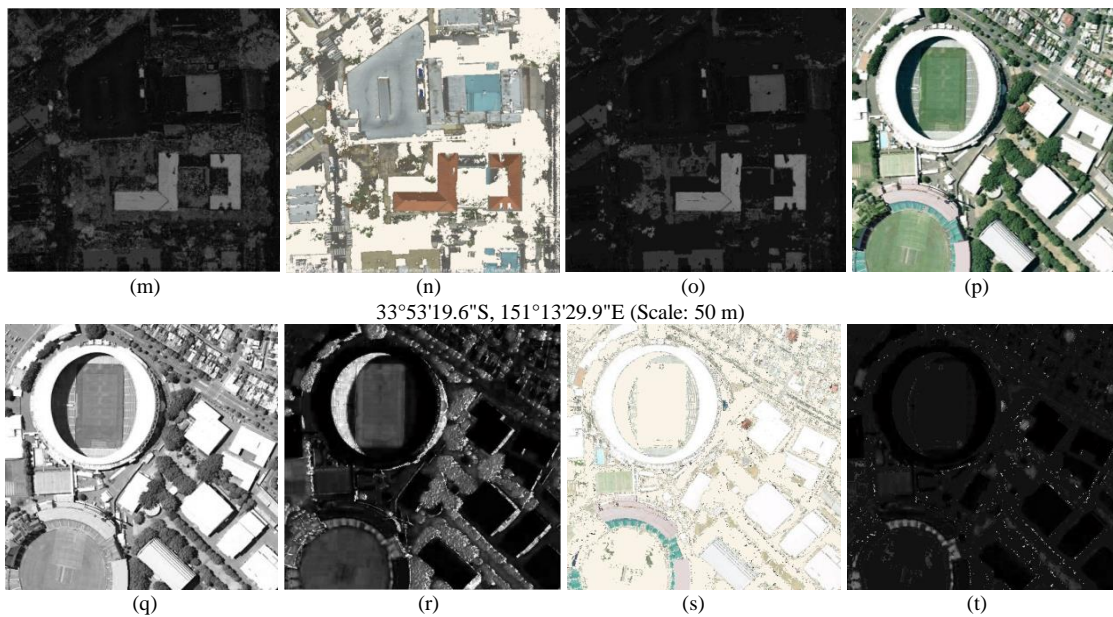 (m) (n) (o) (p)
33°53'19.6"S, 151°13'29.9"E (Scale: 50 m)
(q) (r) (s) (t)